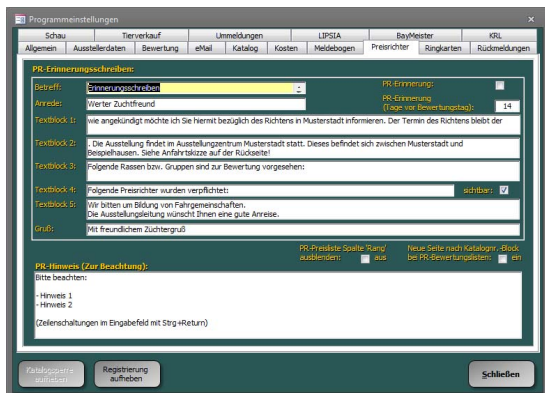 Programmeinstellungen
Schau Tierverkauf Ummeldungen LIPSIA BayMeister KRL
Allgemein Ausstellerdaten Bewertung eMail Katalog Kosten Meldebogen Preisrichter Ringkarten Rückmeldungen
PR-Erinnerungsschreiben:
Betreff: Erinnerungsschreiben PR-Erinnerung:
Anrede: Werter Zuchtfreund PR-Erinnerung
(Tage vor Bewertungstag): 14
Textblock 1: wie angekündigt möchte ich Sie hiermit bezüglich des Richtens in Musterstadt informieren. Der Termin des Richtens bleibt der
Textblock 2: . Die Ausstellung findet im Ausstellungzentrum Musterstadt statt. Dieses befindet sich zwischen Musterstadt und
Beispielhausen. Siehe Anfahrtskizze auf der Rückseite!
Textblock 3: Folgende Rassen bzw. Gruppen sind zur Bewertung vorgesehen:
Textblock 4: Folgende Preisrichter wurden verpflichtet: sichtbar:
Textblock 5: Wir bitten um Bildung von Fahrgemeinschaften.
Die Ausstellungsleitung wünscht Ihnen eine gute Anreise.
Gruß: Mit freundlichem Züchtergruß
PR-Preisliste Spalte 'Rang' Neue Seite nach Katalognr.-Block
ausblenden: aus bei PR-Bewertungslisten: ein
PR-Hinweis (Zur Beachtung):
Bitte beachten:
- Hinweis 1
- Hinweis 2
(Zeilenschaltungen im Eingabefeld mit Strg+Return)
Katalogsperre Registrierung
aufheben aufheben Schließen